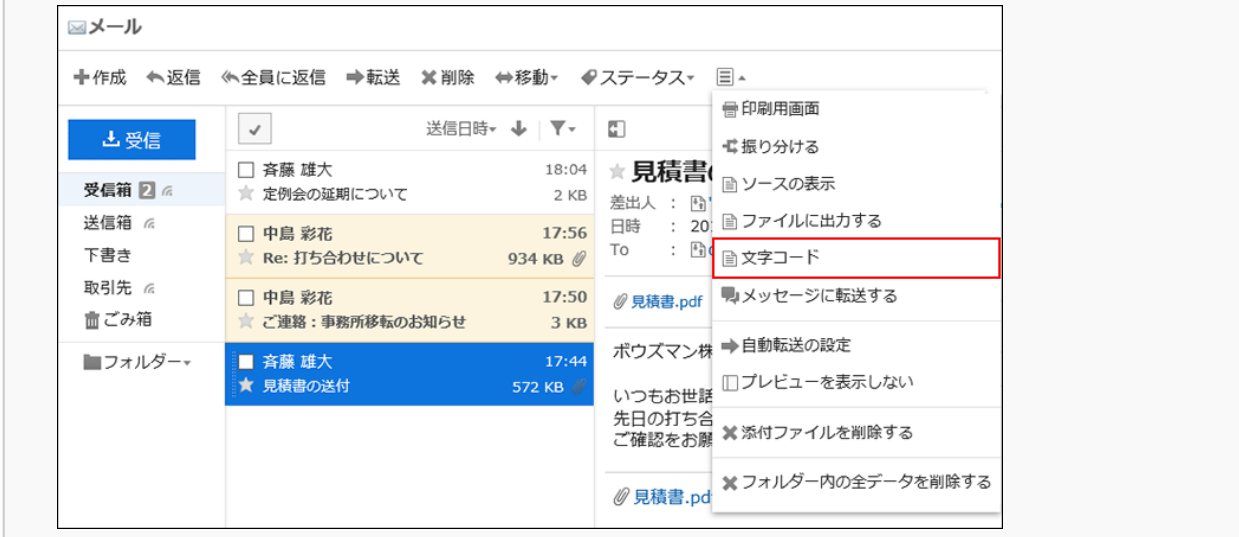 メール
作成 返信 全員に返信 転送 削除 移動 ステータス
受信
受信箱 2
送信箱
下書き
取引先
ごみ箱
フォルダー
送信日時
斉藤 雄大 18:04
定例会の延期について 2 KB
中島 彩花 17:56
Re: 打ち合わせについて 934 KB
中島 彩花 17:50
ご連絡：事務所移転のお知らせ 3 KB
斉藤 雄大 17:44
見積書の送付 572 KB
見積書
差出人 :
日時 : 20
To :
見積書.pdf
ボウズマン株
いつもお世話
先日の打ち合
ご確認をお願
見積書.pd
印刷用画面
振り分ける
ソースの表示
ファイルに出力する
文字コード
メッセージに転送する
自動転送の設定
プレビューを表示しない
添付ファイルを削除する
フォルダー内の全データを削除する